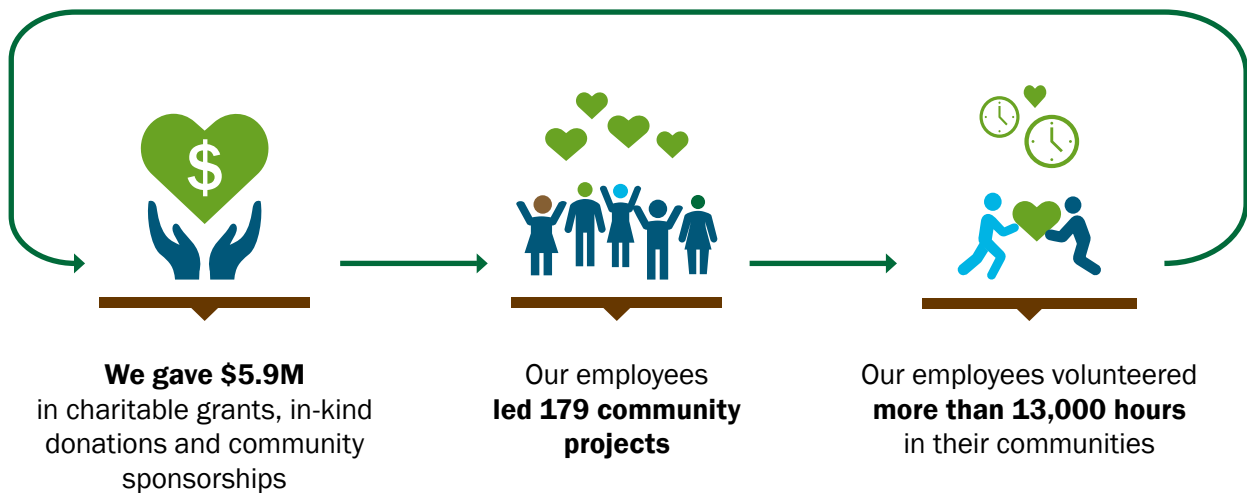 $
We gave $5.9M
in charitable grants, in-kind
donations and community
sponsorships
Our employees
led 179 community
projects
Our employees volunteered
more than 13,000 hours
in their communities